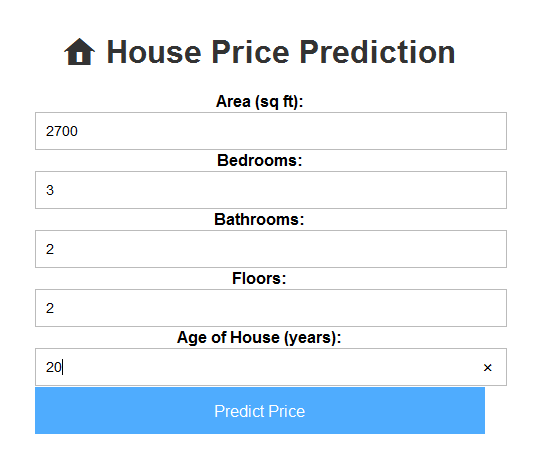 House Price Prediction
Area (sq ft):
2700
Bedrooms:
3
Bathrooms:
2
Floors:
2
Age of House (years):
20
×
Predict Price